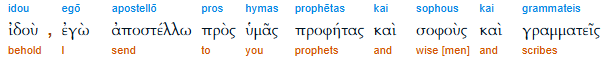 idou egō apostellō pros hymas prophētas kai sophous kai grammateis
ἰδοὺ , ἐγὼ ἀποστέλλω πρὸς ὑμᾶς προφήτας καὶ σοφοὺς καὶ γραμματεῖς
behold I send to you prophets and wise [men] and scribes